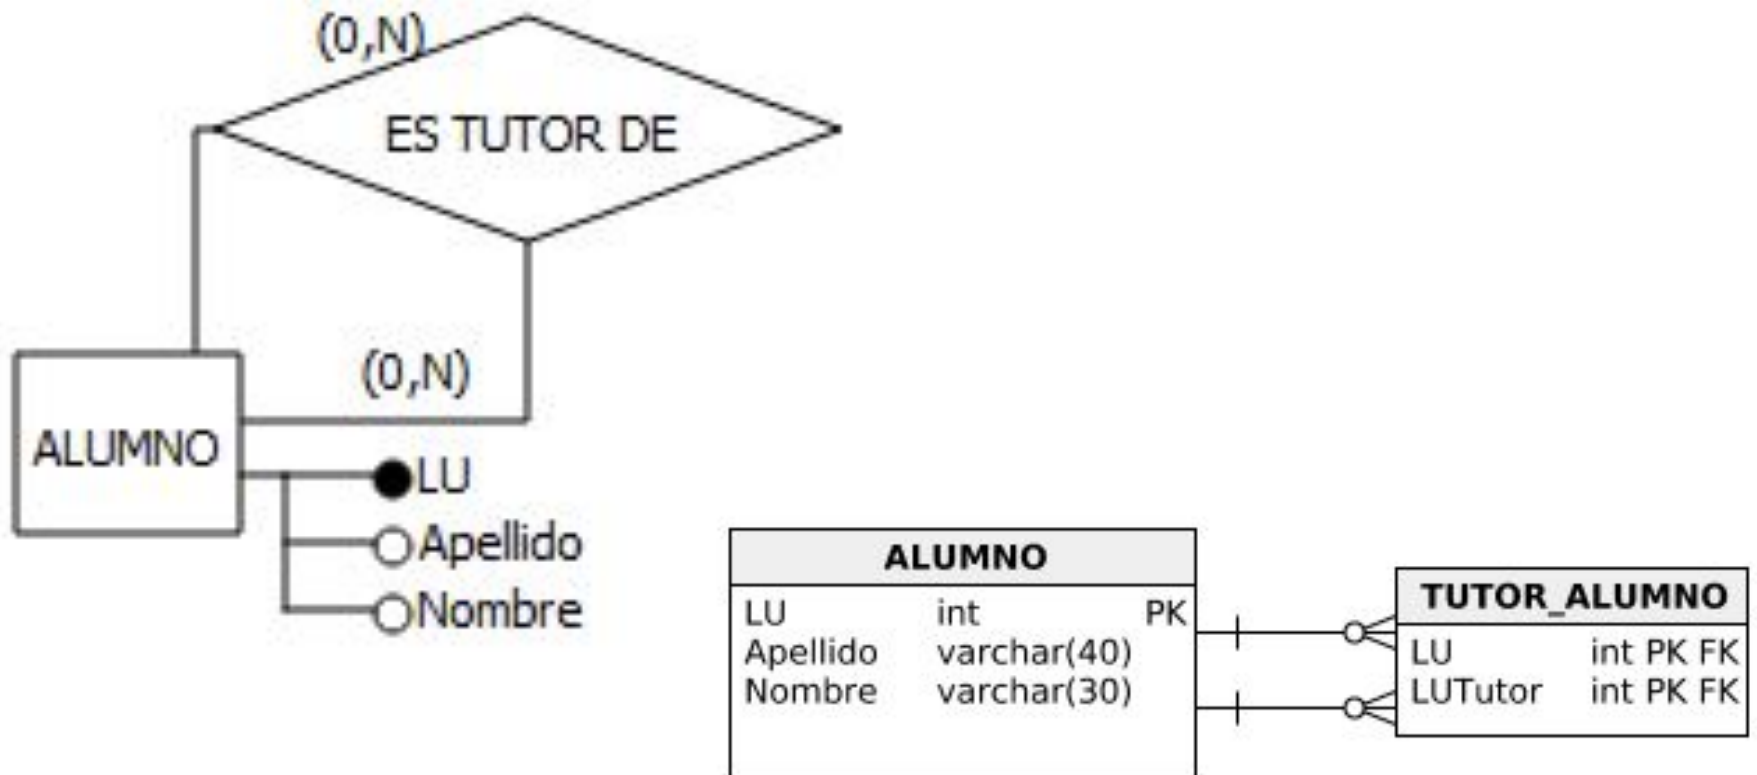 (0,N)
ES TUTOR DE
(0,N)
ALUMNO
LU
Apellido
Nombre
ALUMNO
LU int PK
Apellido varchar(40)
Nombre varchar(30)
TUTOR_ALUMNO
LU int PK FK
LUTutor int PK FK